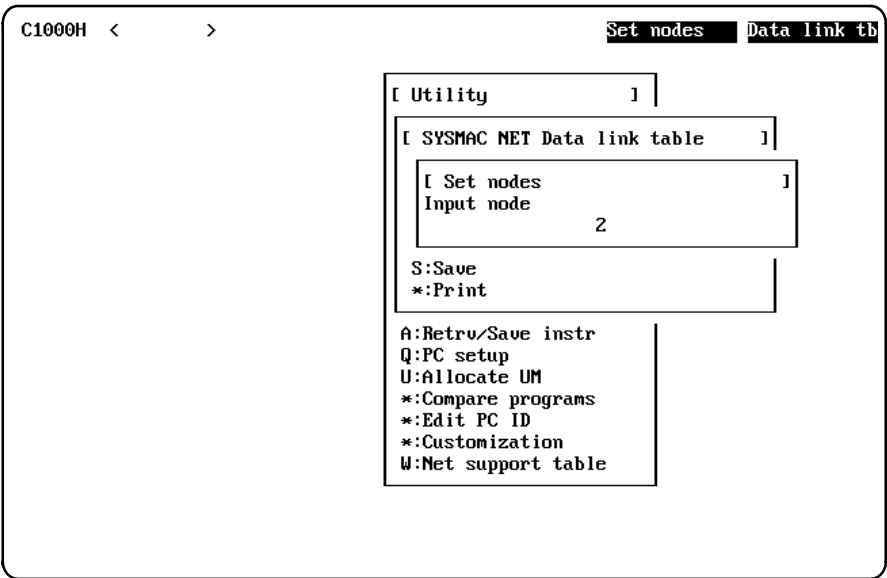 C1000H < > Set nodes Data link tb
[ Utility ]
[ SYSMAC NET Data link table ]
[ Set nodes ]
Input node
2
S:Save
*:Print
A:Retrv/Save instr
Q:PC setup
U:Allocate UM
*:Compare programs
*:Edit PC ID
*:Customization
W:Net support table